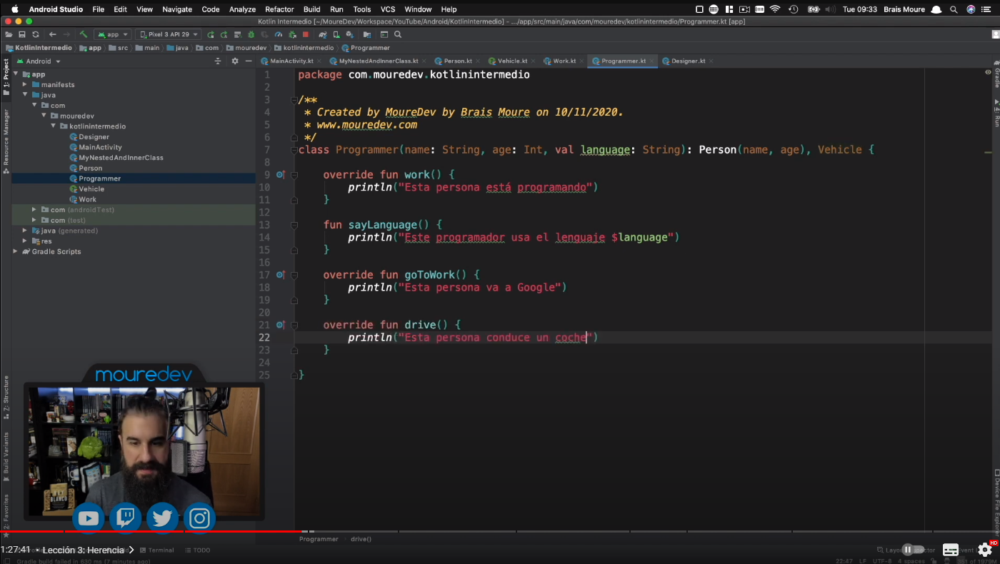 Android Studio File Edit View Navigate Code Analyze Refactor Build Run Tools VCS Window Help Tue 09:33 Brais Moure
Kotlin Intermedio [~/MoureDev/Workspace/YouTube/Android/KotlinIntermedio] - .../app/src/main/java/com/mouredev/kotlinintermedio/Programmer.kt [app]
app Pixel 3 API 29
KotlinIntermedio app src main java com mouredev kotlinintermedio Programmer
Android
MainActivity.kt MyNestedAndInnerClass.kt Person.kt Vehicle.kt Work.kt Programmer.kt Designer.kt
1: Project
Resource Manager
Z: Structure
Build Variants
2: Favorites
app
manifests
java
com
mouredev
kotlinintermedio
Designer
MainActivity
MyNestedAndInnerClass
Person
Programmer
Vehicle
Work
com (androidTest)
com (test)
java (generated)
res
Gradle Scripts
1 package com.mouredev.kotlinintermedio
2
3 /**
4 * Created by MoureDev by Brais Moure on 10/11/2020.
5 * www.mouredev.com
6 */
7 class Programmer(name: String, age: Int, val language: String): Person(name, age), Vehicle {
8
9 override fun work() {
10 println("Esta persona está programando")
11 }
12
13 fun sayLanguage() {
14 println("Este programador usa el lenguaje $language")
15 }
16
17 override fun goToWork() {
18 println("Esta persona va a Google")
19 }
20
21 override fun drive() {
22 println("Esta persona conduce un coche")
23 }
24
25 }
Gradle
4: Run
Device File Explorer
mouredev
BLANCO
Programmer drive()
1:27:41 • Lección 3: Herencia
Terminal TODO
HD
Gradle build failed in 630 ms (7 minutes ago)
22:47 LF UTF-8 4 spaces